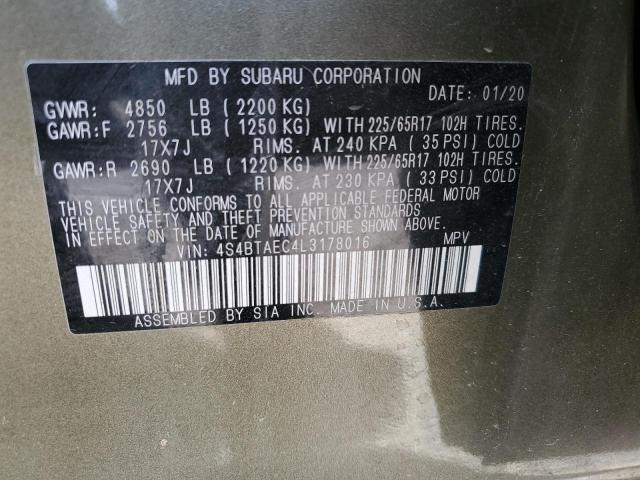 MFD BY SUBARU CORPORATION
DATE: 01/20
GVWR: 4850 LB (2200 KG)
GAWR:F 2756 LB (1250 KG) WITH 225/65R17 102H TIRES.
17X7J RIMS. AT 240 KPA (35 PSI) COLD
GAWR:R 2690 LB (1220 KG) WITH 225/65R17 102H TIRES.
17X7J RIMS. AT 230 KPA (33 PSI) COLD
THIS VEHICLE CONFORMS TO ALL APPLICABLE FEDERAL MOTOR
VEHICLE SAFETY AND THEFT PREVENTION STANDARDS
IN EFFECT ON THE DATE OF MANUFACTURE SHOWN ABOVE.
VIN: 4S4BTAEC4L3178016 MPV
ASSEMBLED BY SIA INC. MADE IN U.S.A.